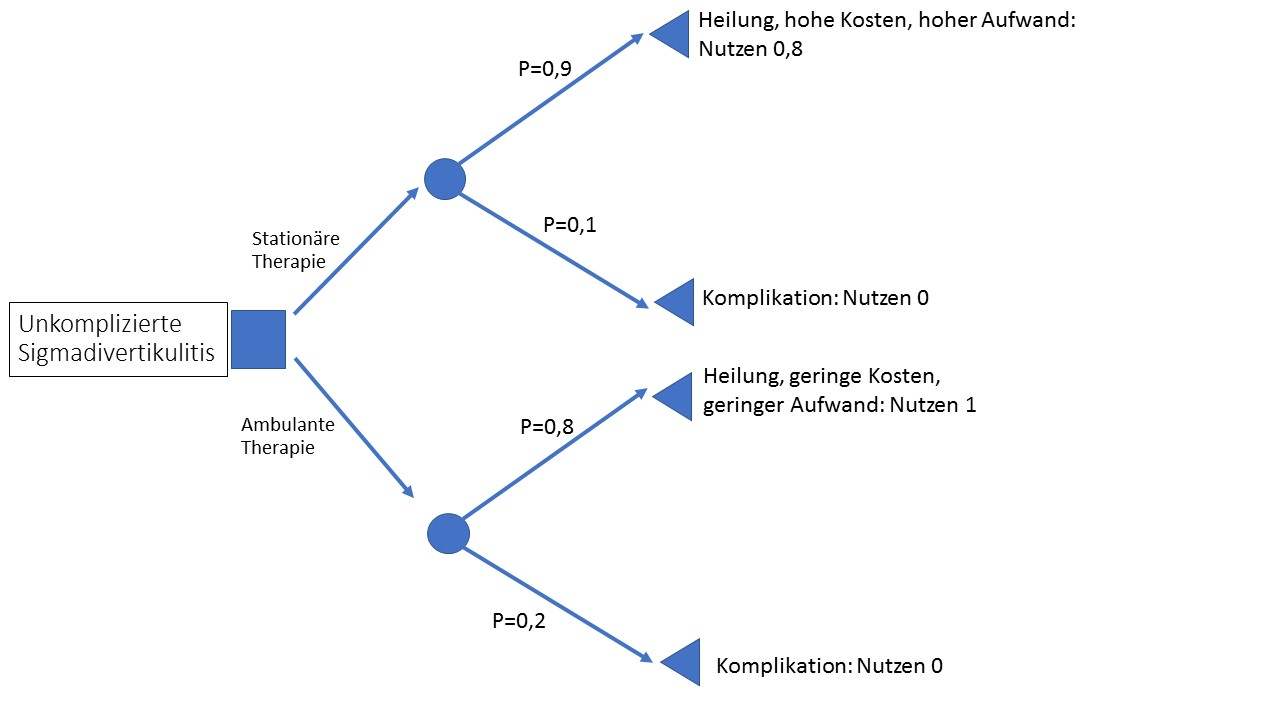 Heilung, hohe Kosten, hoher Aufwand:
Nutzen 0,8
P=0,9
P=0,1
Stationäre
Therapie
Komplikation: Nutzen 0
Unkomplizierte
Sigmadivertikulitis
Heilung, geringe Kosten,
geringer Aufwand: Nutzen 1
Ambulante
Therapie
P=0,8
P=0,2
Komplikation: Nutzen 0